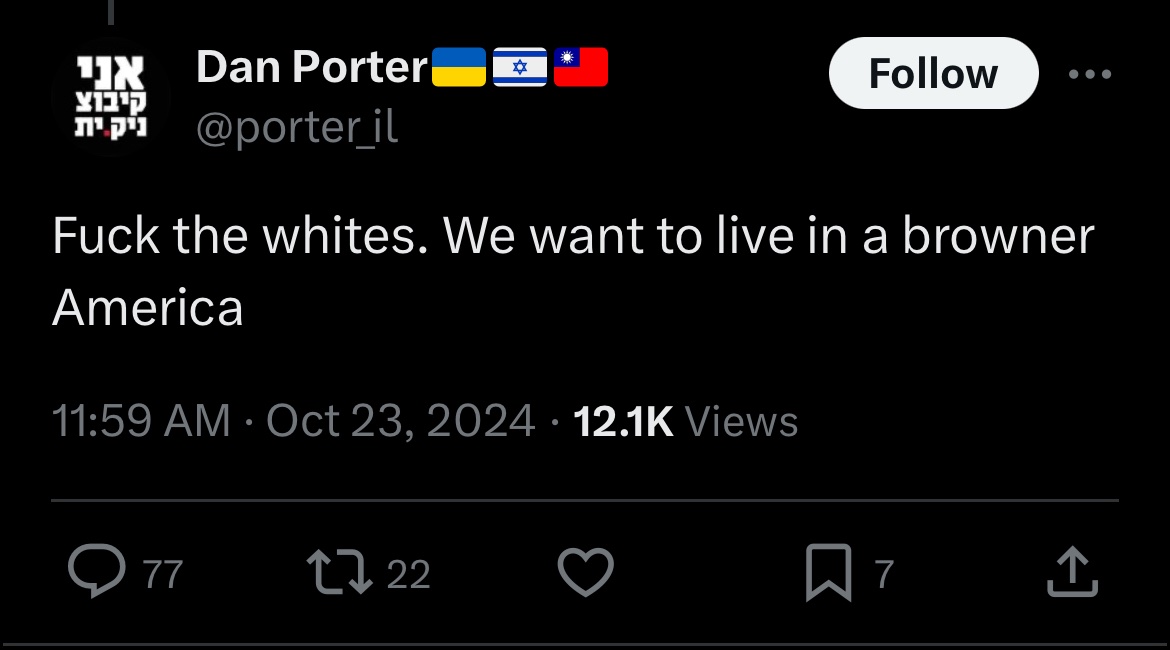 אני
קיבוצ
ניק.ית
Dan Porter🇺🇦🇮🇱🇹🇼
Follow
@porter_il
Fuck the whites. We want to live in a browner
America
11:59 AM · Oct 23, 2024 · 12.1K Views
77 22 7